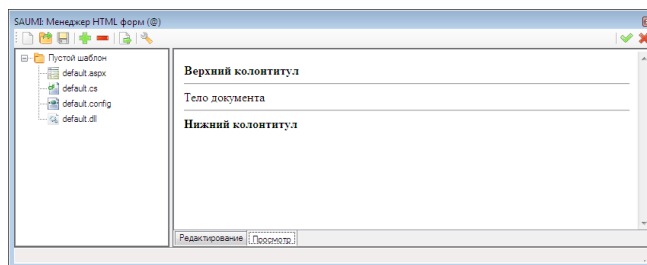 SAUMI: Менеджер HTML форм (@)
Пустой шаблон
default.aspx
default.cs
default.config
default.dll
Верхний колонтитул
Тело документа
Нижний колонтитул
Редактирование Просмотр